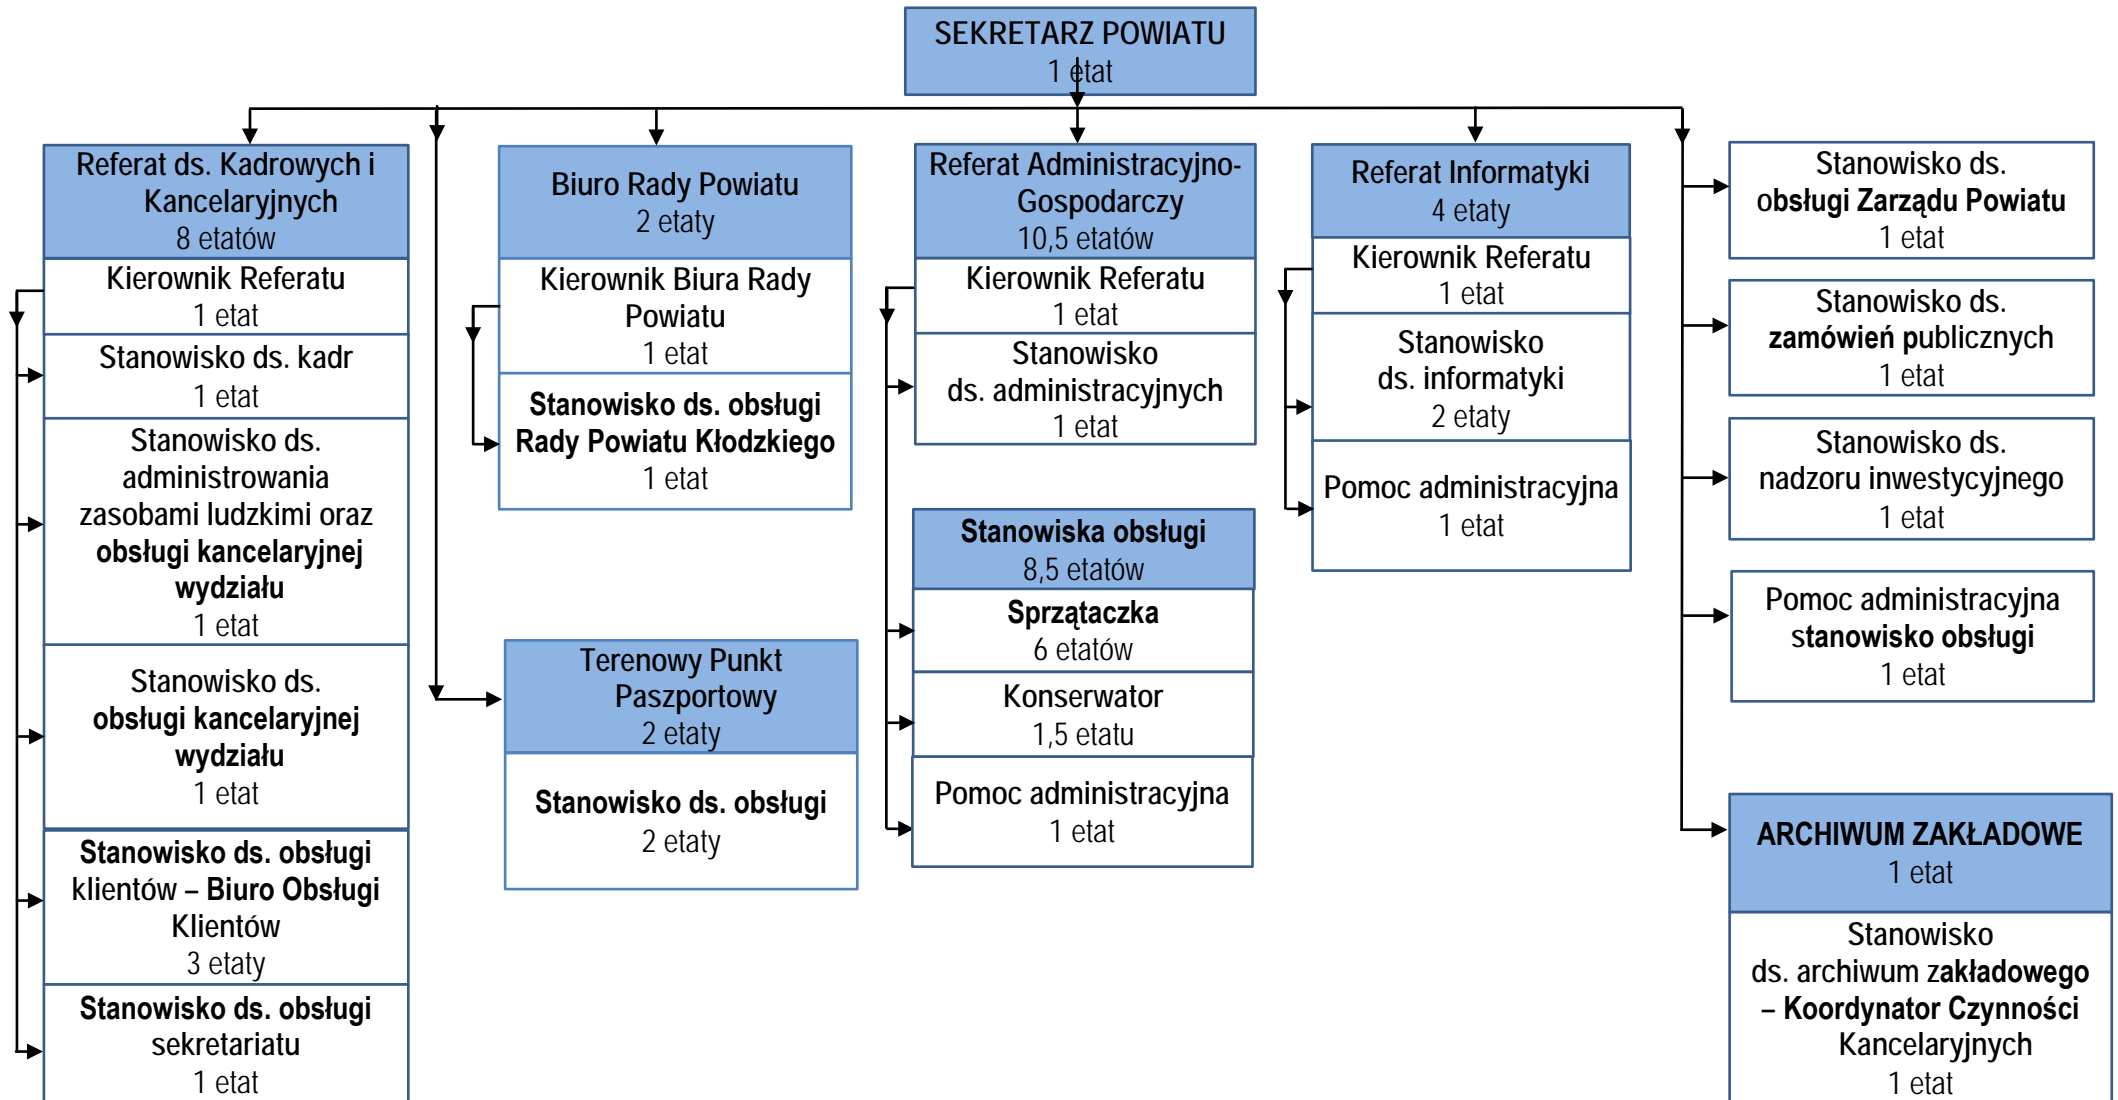 SEKRETARZ POWIATU
1 etat
Referat ds. Kadrowych i
Kancelaryjnych
8 etatów
Kierownik Referatu
1 etat
Stanowisko ds. kadr
1 etat
Stanowisko ds.
administrowania
zasobami ludzkimi oraz
obsługi kancelaryjnej
wydziału
1 etat
Stanowisko ds.
obsługi kancelaryjnej
wydziału
1 etat
Stanowisko ds. obsługi
klientów – Biuro Obsługi
Klientów
3 etaty
Stanowisko ds. obsługi
sekretariatu
1 etat
Biuro Rady Powiatu
2 etaty
Kierownik Biura Rady
Powiatu
1 etat
Stanowisko ds. obsługi
Rady Powiatu Kłodzkiego
1 etat
Terenowy Punkt
Paszportowy
2 etaty
Stanowisko ds. obsługi
2 etaty
Referat Administracyjno-
Gospodarczy
10,5 etatów
Kierownik Referatu
1 etat
Stanowisko
ds. administracyjnych
1 etat
Stanowiska obsługi
8,5 etatów
Sprzątaczka
6 etatów
Konserwator
1,5 etatu
Pomoc administracyjna
1 etat
Referat Informatyki
4 etaty
Kierownik Referatu
1 etat
Stanowisko
ds. informatyki
2 etaty
Pomoc administracyjna
1 etat
Stanowisko ds.
obsługi Zarządu Powiatu
1 etat
Stanowisko ds.
zamówień publicznych
1 etat
Stanowisko ds.
nadzoru inwestycyjnego
1 etat
Pomoc administracyjna
stanowisko obsługi
1 etat
ARCHIWUM ZAKŁADOWE
1 etat
Stanowisko
ds. archiwum zakładowego
– Koordynator Czynności
Kancelaryjnych
1 etat